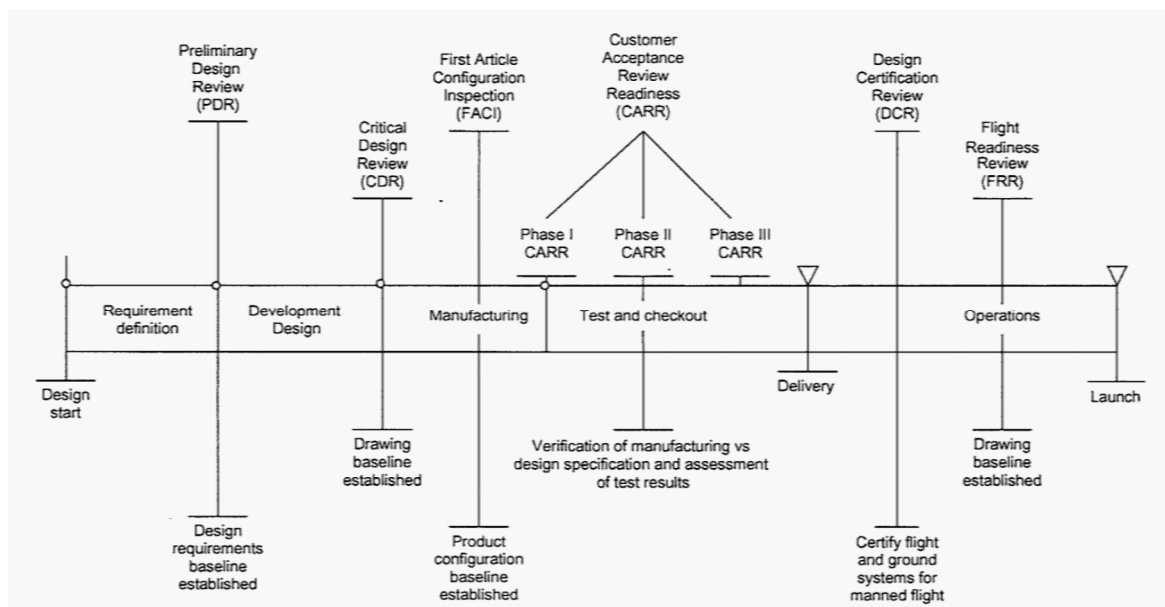 Preliminary
Design
Review
(PDR)
Critical
Design
Review
(CDR)
First Article
Configuration
Inspection
(FACI)
Customer
Acceptance
Review
Readiness
(CARR)
Design
Certification
Review
(DCR)
Flight
Readiness
Review
(FRR)
Phase I
CARR
Phase II
CARR
Phase III
CARR
Requirement
definition
Development
Design
Manufacturing
Test and checkout
Operations
Design
start
Delivery
Launch
Drawing
baseline
established
Verification of manufacturing vs
design specification and assessment
of test results
Drawing
baseline
established
Design
requirements
baseline
established
Product
configuration
baseline
established
Certify flight
and ground
systems for
manned flight